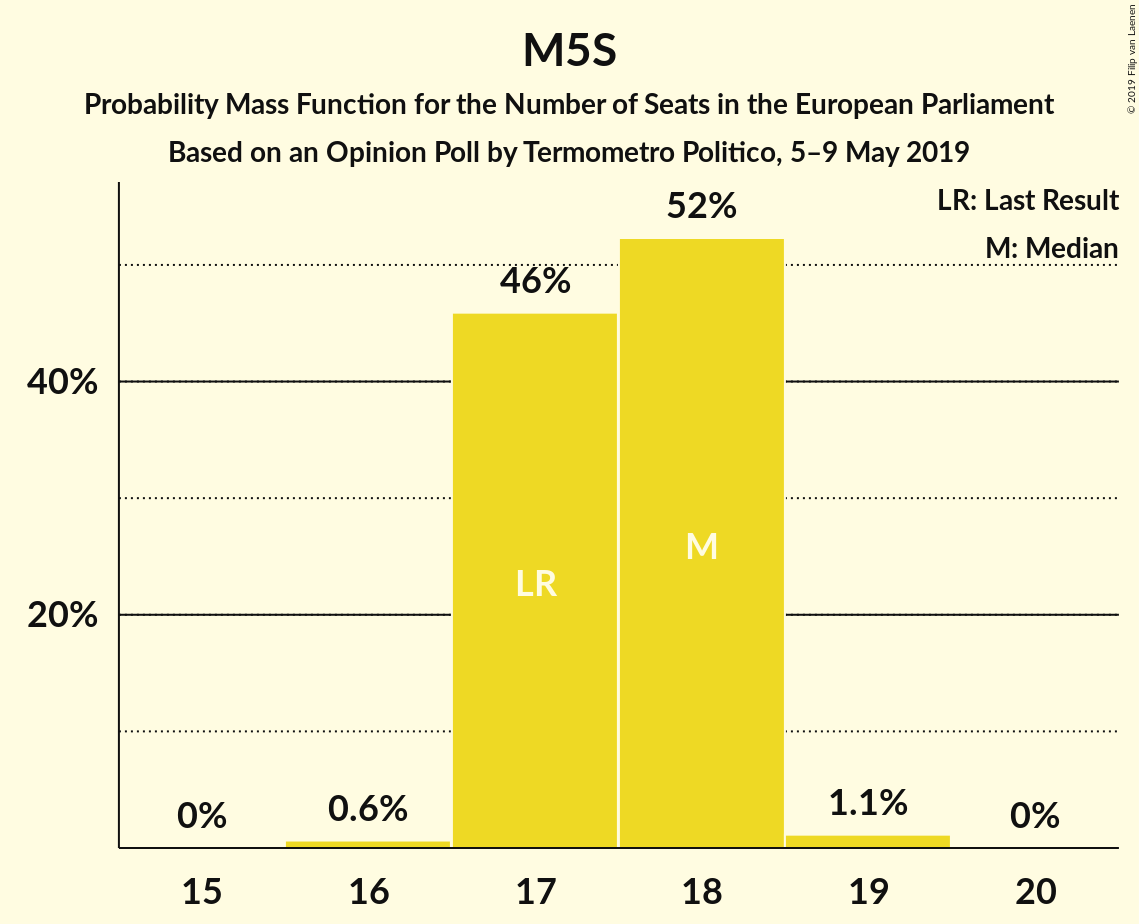 M5S
Probability Mass Function for the Number of Seats in the European Parliament
Based on an Opinion Poll by Termometro Politico, 5–9 May 2019
© 2019 Filip van Laenen
LR: Last Result
M: Median
52%
46%
40%
20%
LR
M
0%
0.6%
1.1%
0%
15 16 17 18 19 20